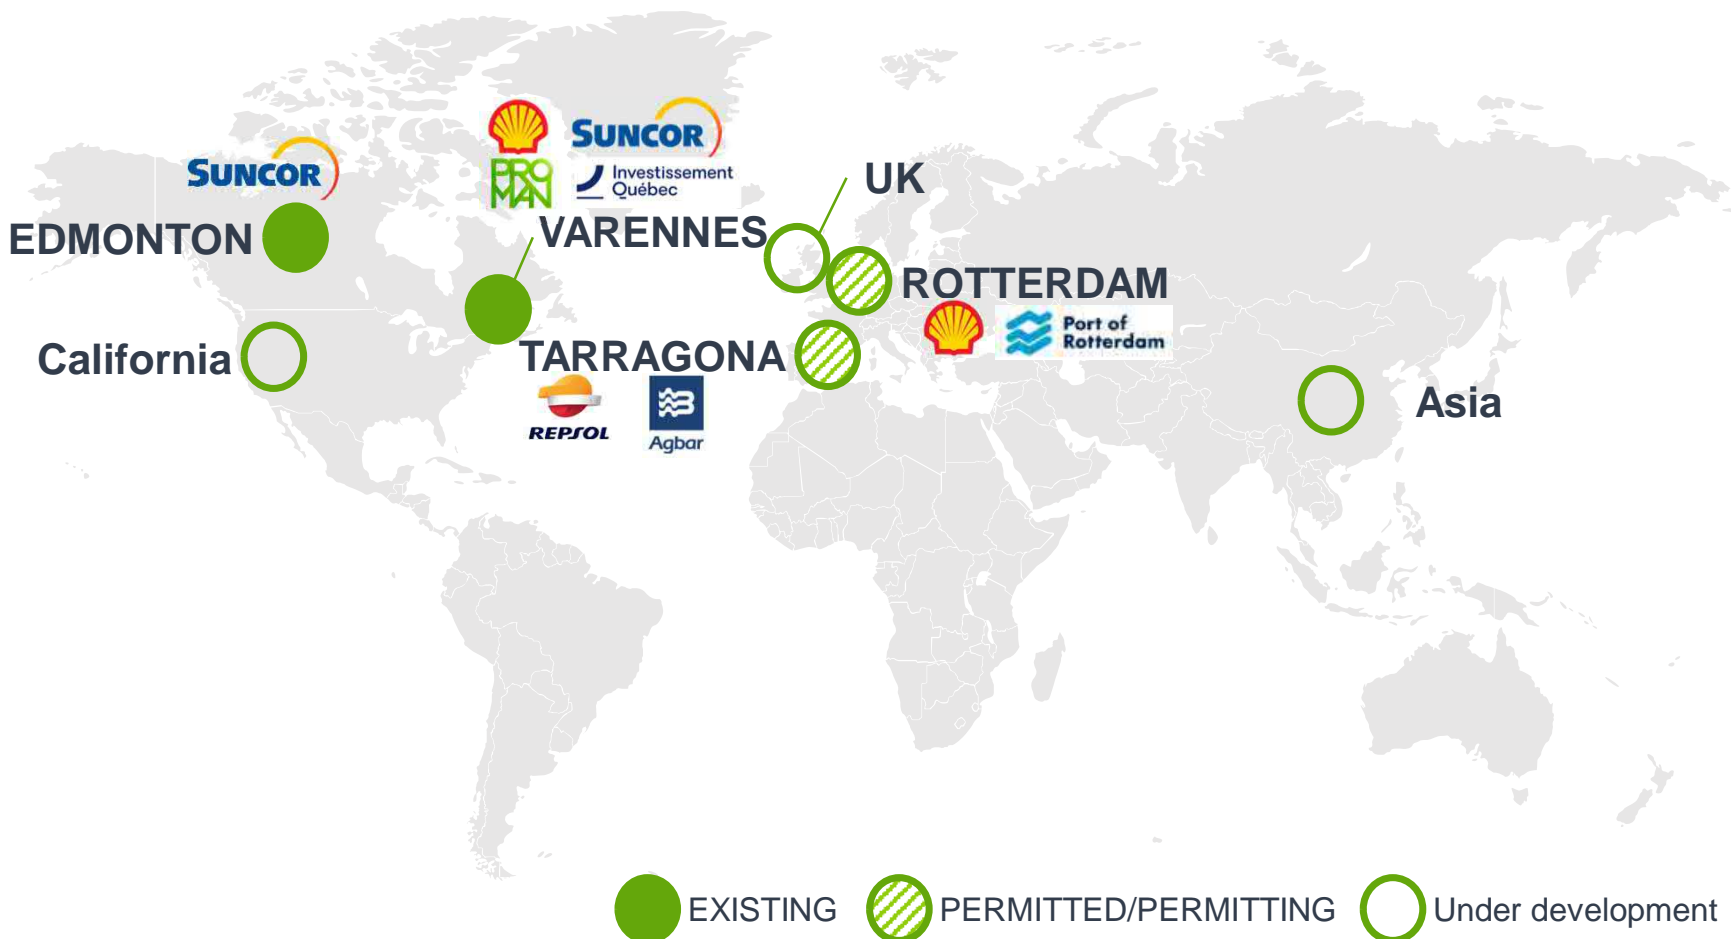 SUNCOR
EDMONTON
California
SUNCOR
PRO
MAN
Investissement
Québec
VARENNES
UK
ROTTERDAM
Port of
Rotterdam
TARRAGONA
REPSOL
Agbar
Asia
EXISTING
PERMITTED/PERMITTING
Under development